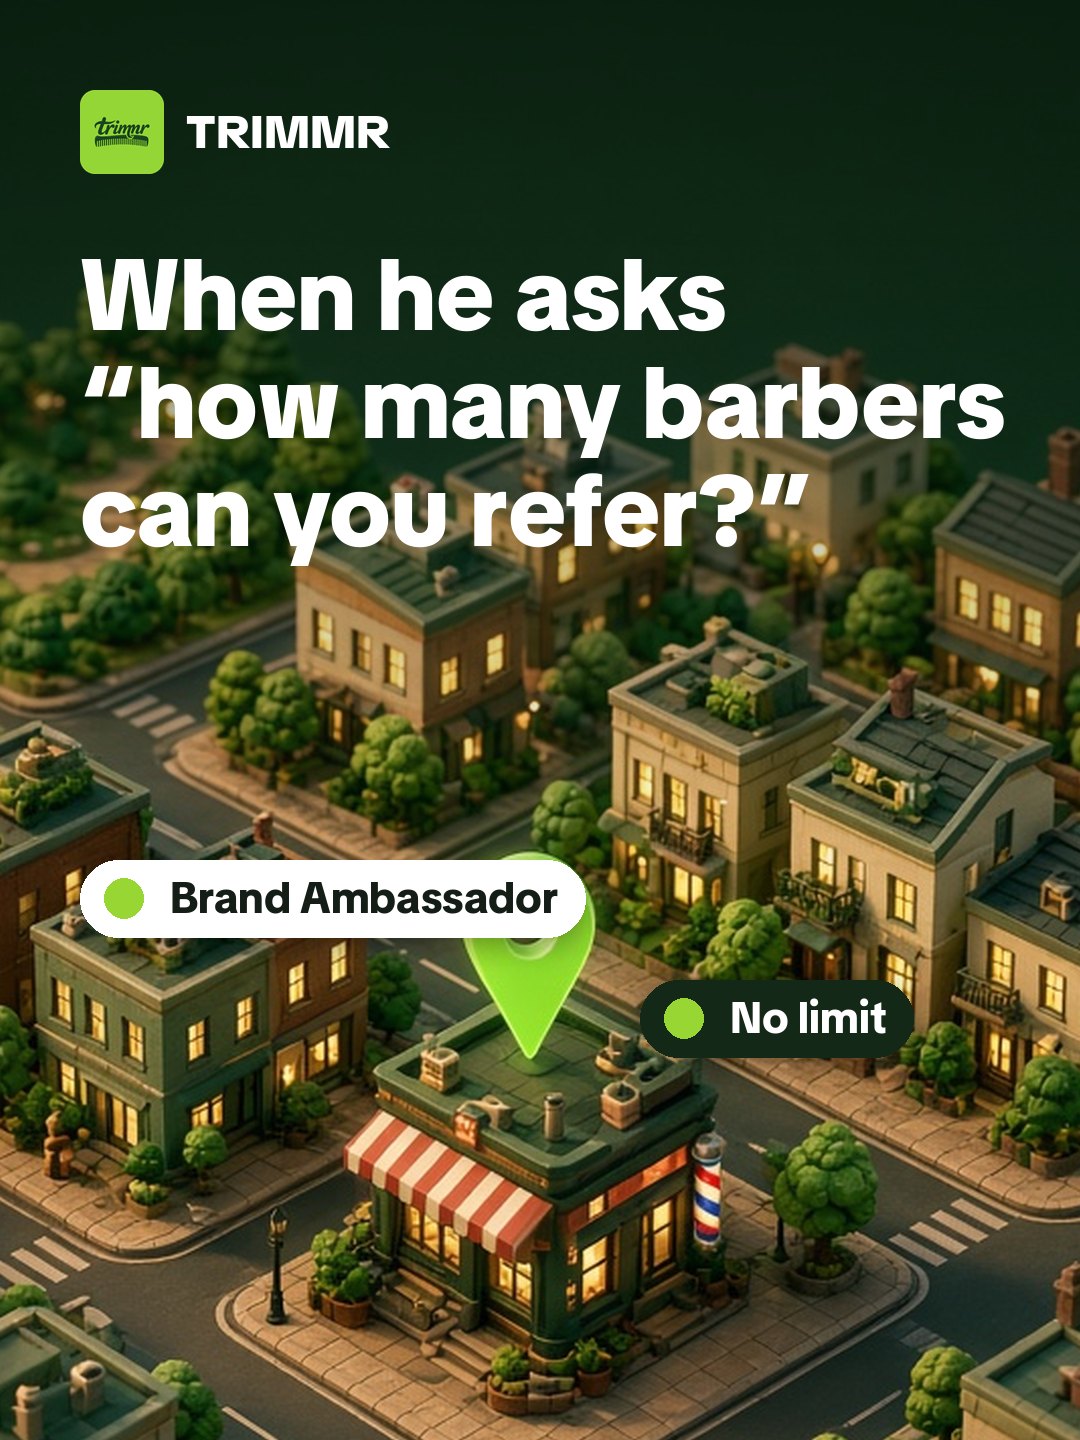 trimmr
TRIMMR
When he asks
“how many barbers
can you refer?”
Brand Ambassador
No limit